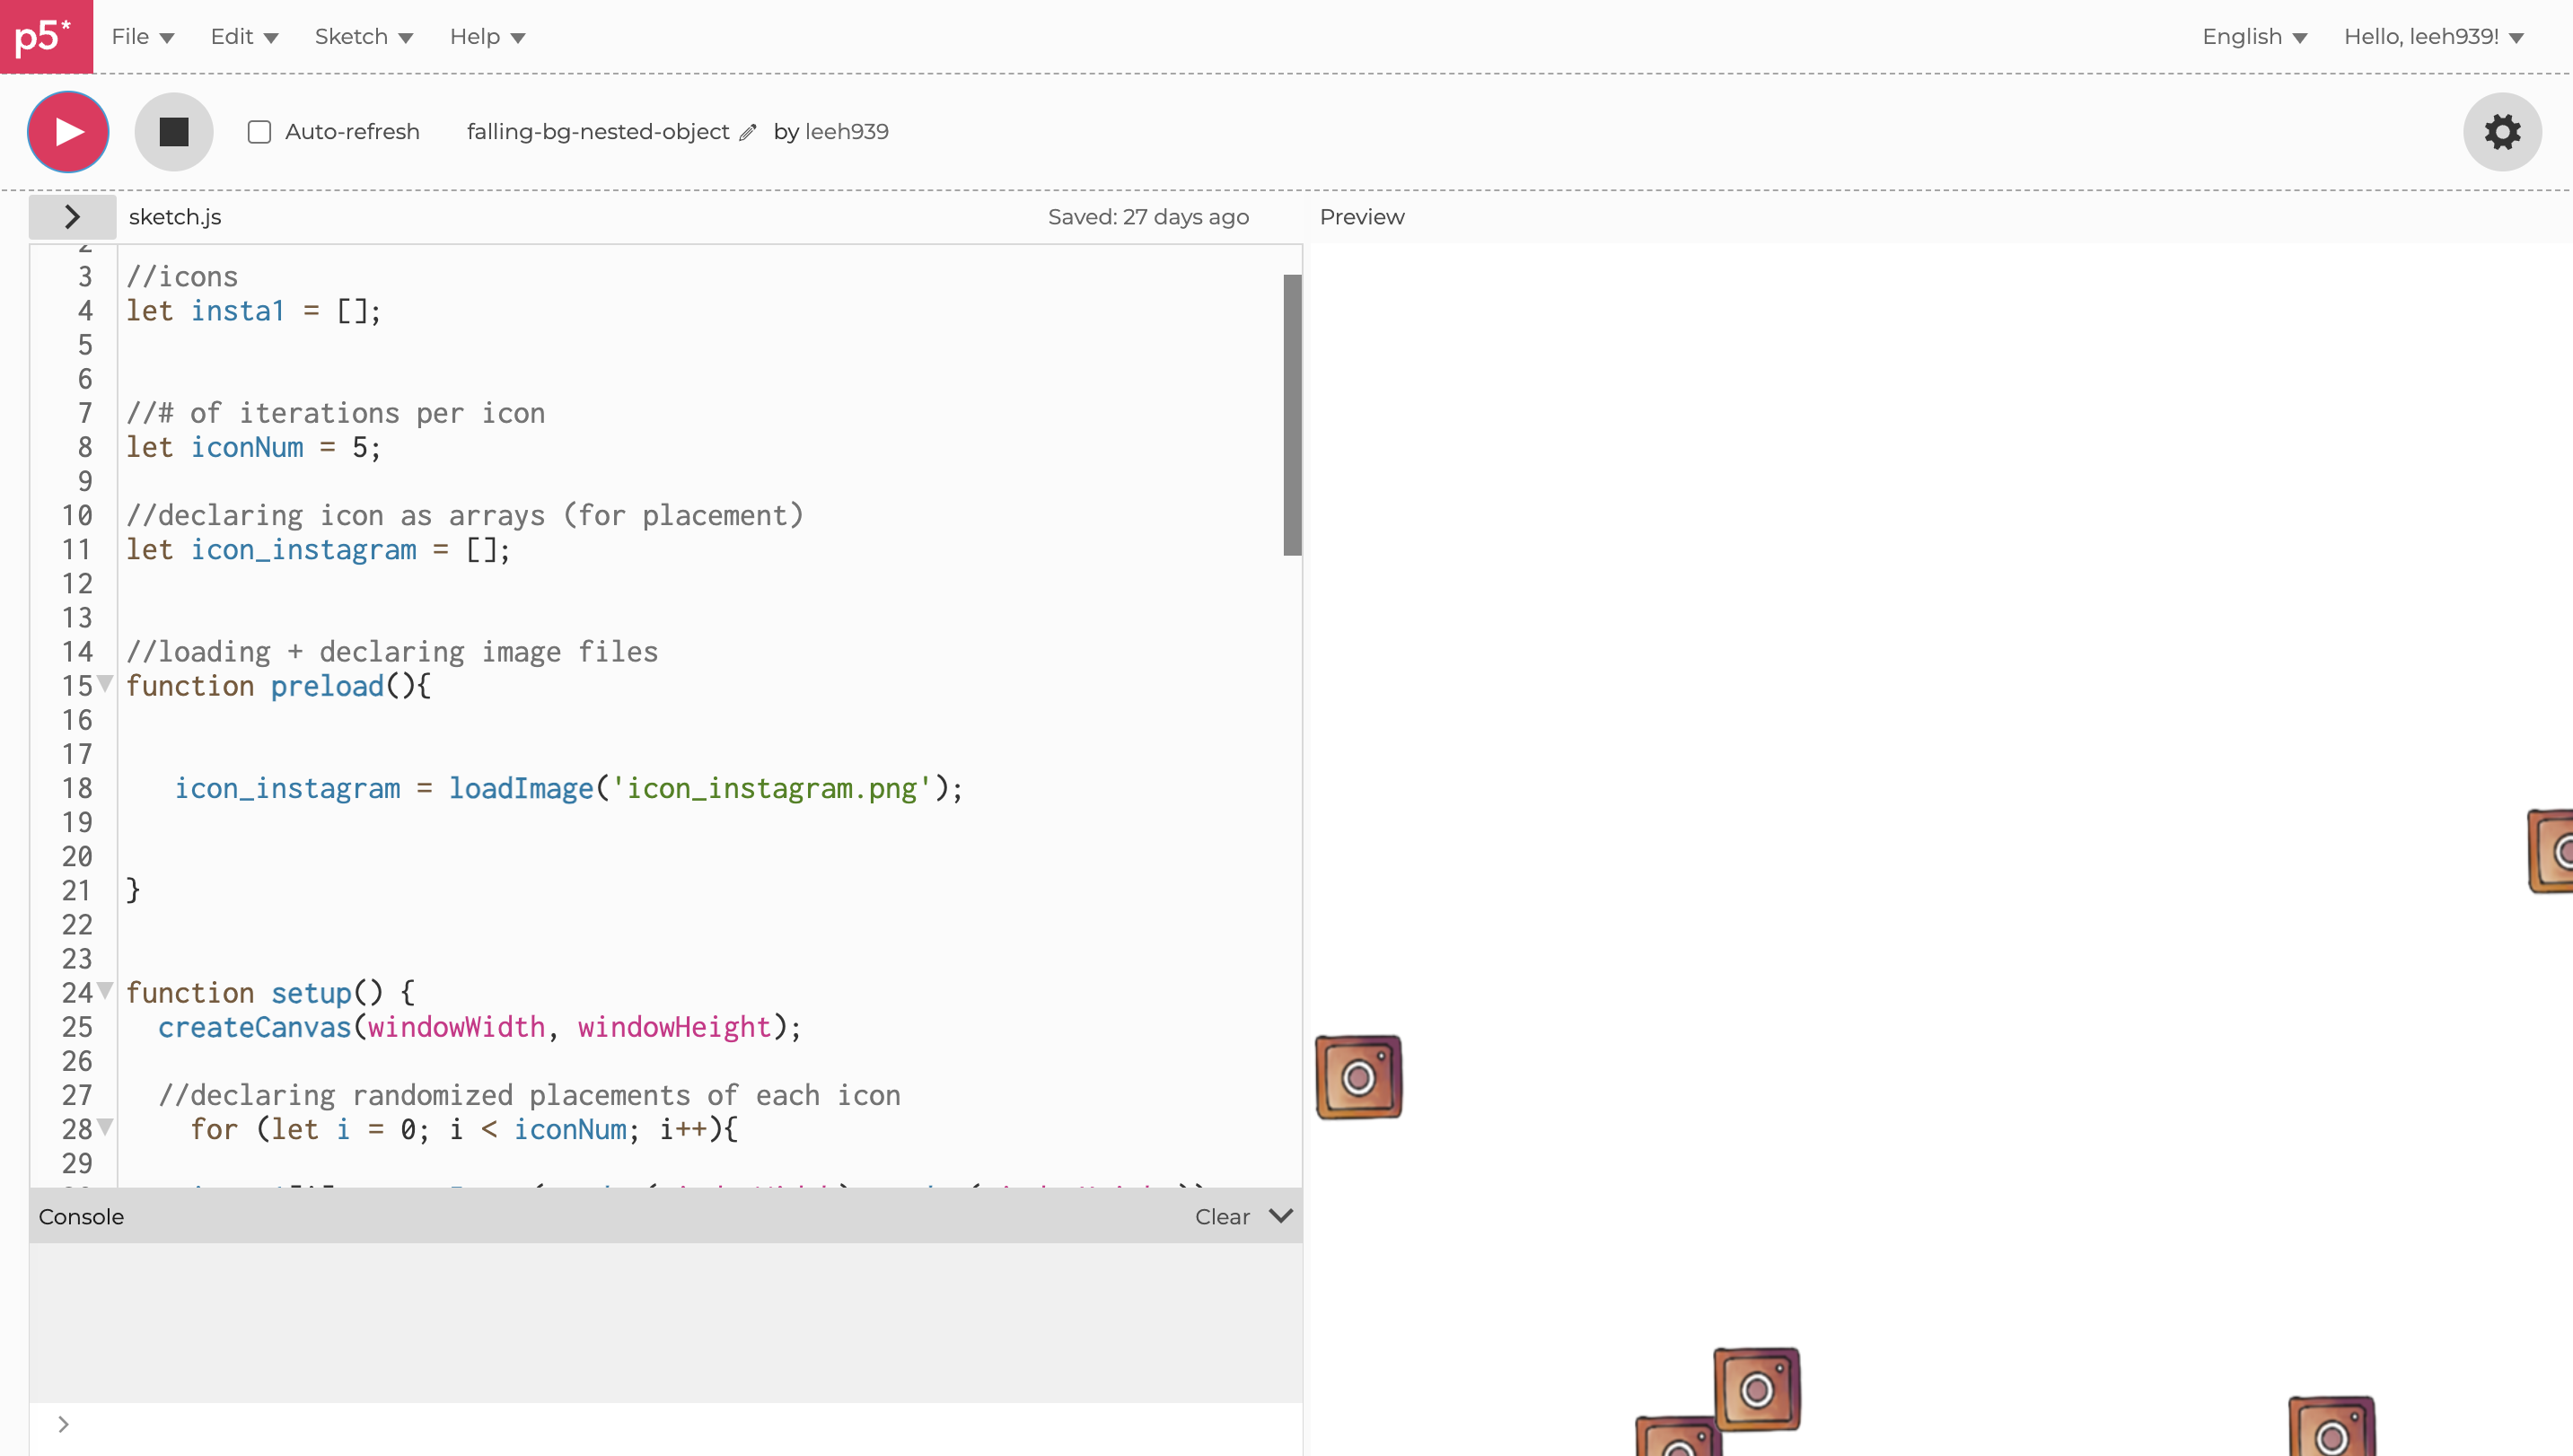 p5* File Edit Sketch Help English Hello, leeh939!
Auto-refresh falling-bg-nested-object by leeh939
sketch.js Saved: 27 days ago Preview
2
3 //icons
4 let insta1 = [];
5
6
7 //# of iterations per icon
8 let iconNum = 5;
9
10 //declaring icon as arrays (for placement)
11 let icon_instagram = [];
12
13
14 //loading + declaring image files
15 function preload(){
16
17
18 icon_instagram = loadImage('icon_instagram.png');
19
20
21 }
22
23
24 function setup() {
25 createCanvas(windowWidth, windowHeight);
26
27 //declaring randomized placements of each icon
28 for (let i = 0; i < iconNum; i++){
29
Console Clear
>